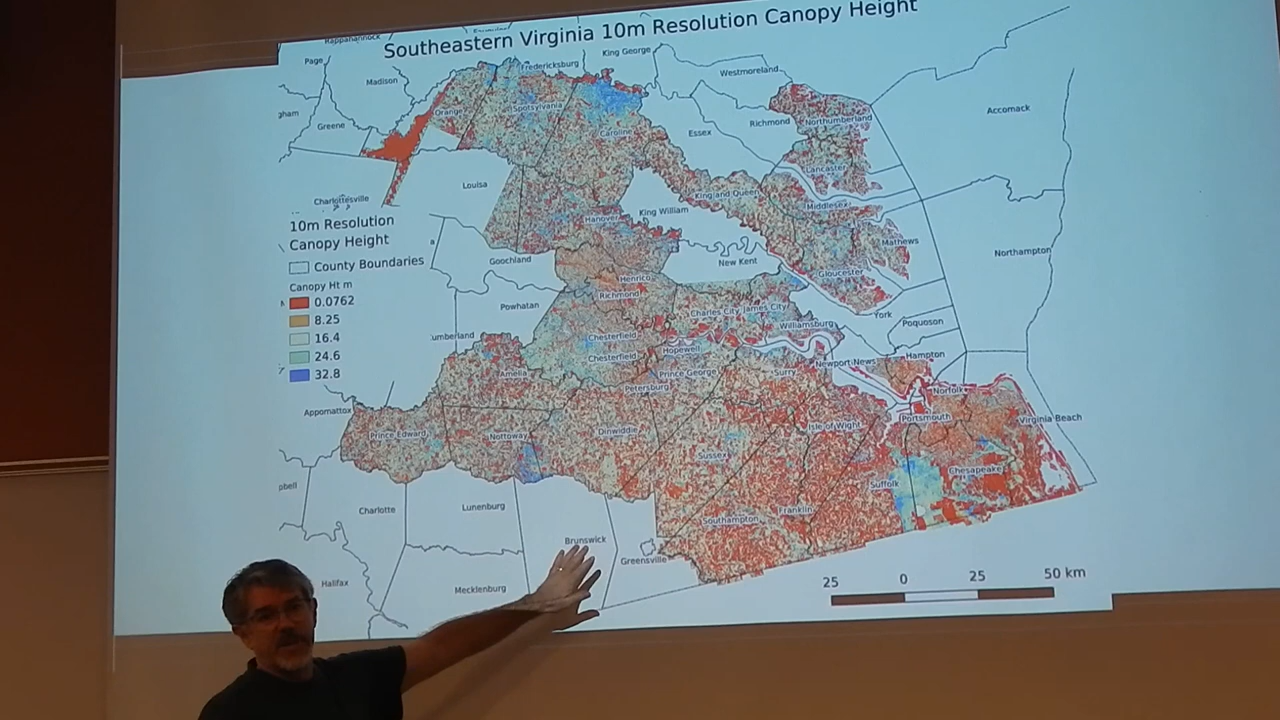 Southeastern Virginia 10m Resolution Canopy Height
Rappahannock
Page
Madison
Fredericksburg
King George
Westmoreland
gham
Greene
Orange
Spotsylvania
Caroline
Essex
Richmond
Northumberland
Accomack
Charlottesville
Louisa
King and Queen
Lancaster
King William
Middlesex
Hanover
Mathews
Northampton
10m Resolution
Canopy Height
County Boundaries
Canopy Ht m
0.0762
8.25
16.4
24.6
32.8
a
Goochland
New Kent
Gloucester
Henrico
Richmond
Powhatan
Charles City
James City
York
Poquoson
Williamsburg
umberland
Chesterfield
Chesterfield
Hopewell
Newport News
Hampton
Amelia
Prince George
Surry
Petersburg
Norfolk
Appomattox
Portsmouth
Virginia Beach
Prince Edward
Nottoway
Dinwiddie
Isle of Wight
Sussex
Suffolk
Chesapeake
pbell
Charlotte
Lunenburg
Southampton
Franklin
Brunswick
Greensville
Halifax
Mecklenburg
25 0 25 50 km